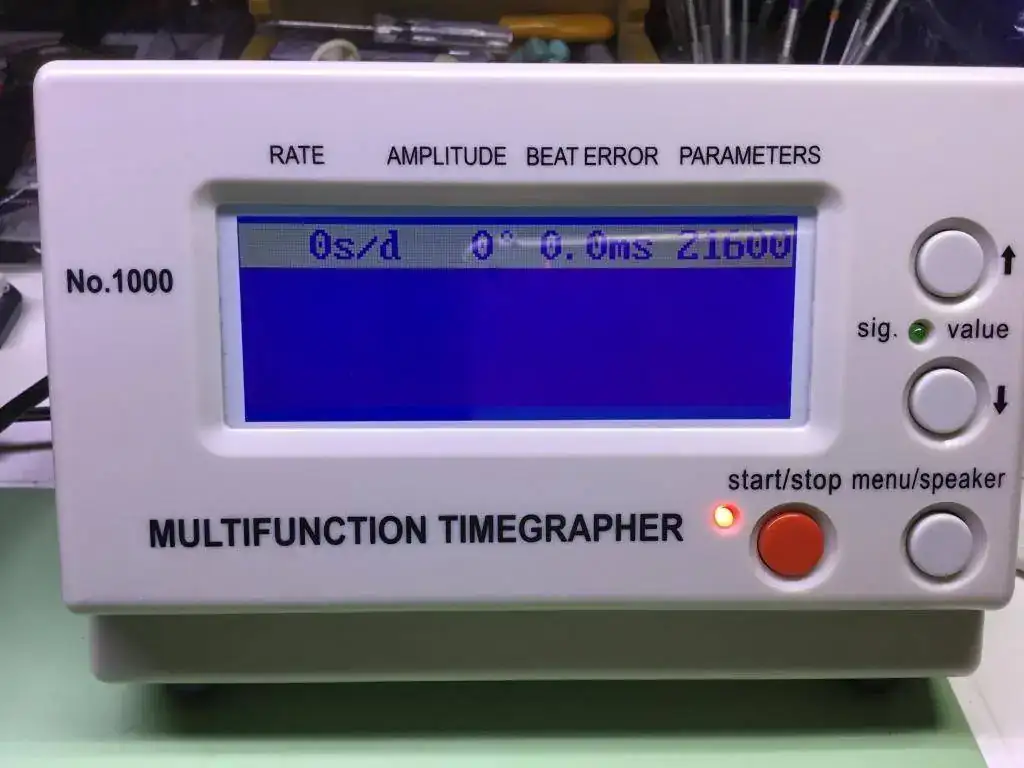 RATE AMPLITUDE BEAT ERROR PARAMETERS
0s/d 0° 0.0ms 21600
No.1000
sig. value
start/stop menu/speaker
MULTIFUNCTION TIMEGRAPHER